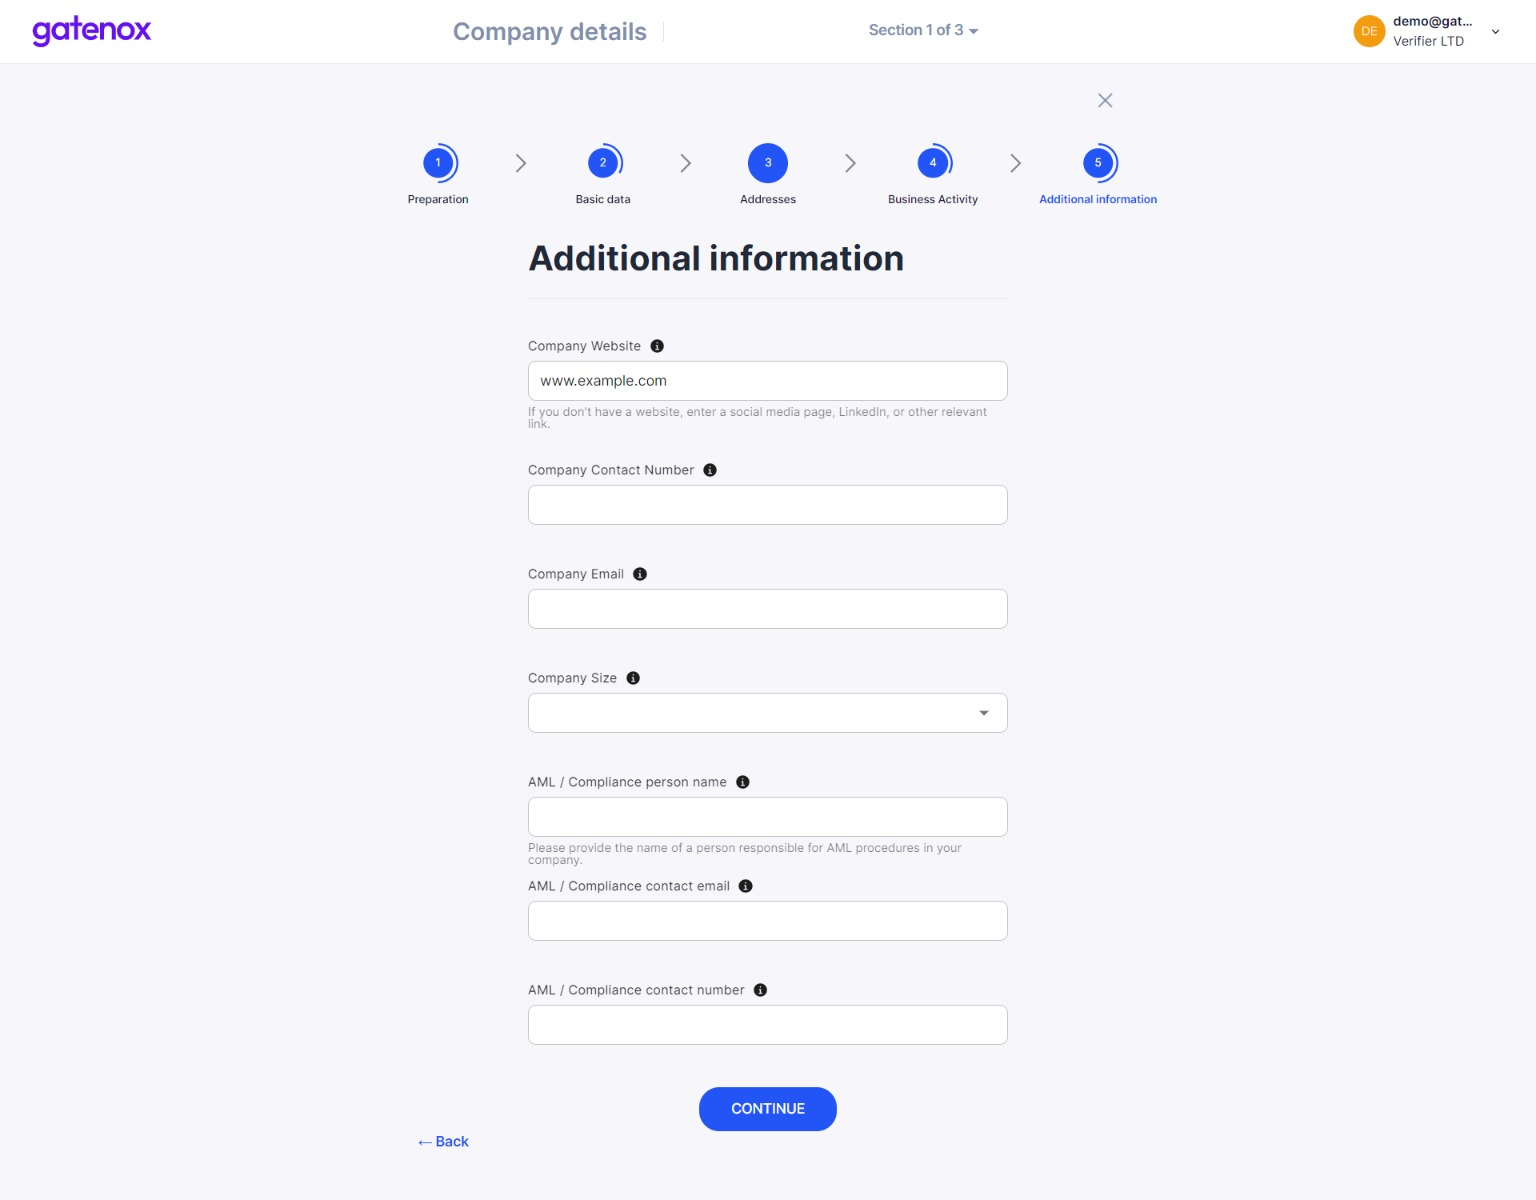 gatenox
Company details
Section 1 of 3
DE
demo@gat...
Verifier LTD
1
2
3
4
5
Preparation
Basic data
Addresses
Business Activity
Additional information
Additional information
Company Website
www.example.com
If you don't have a website, enter a social media page, LinkedIn, or other relevant
link.
Company Contact Number
Company Email
Company Size
AML / Compliance person name
Please provide the name of a person responsible for AML procedures in your
company.
AML / Compliance contact email
AML / Compliance contact number
CONTINUE
← Back